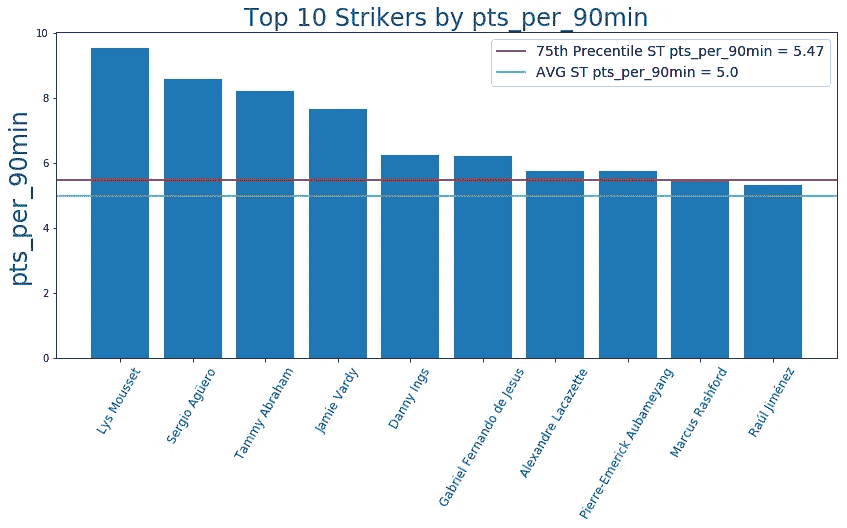 Top 10 Strikers by pts_per_90min
75th Precentile ST pts_per_90min = 5.47
AVG ST pts_per_90min = 5.0
pts_per_90min
10
8
6
4
2
0
Lys Mousset
Sergio Agüero
Tammy Abraham
Jamie Vardy
Danny Ings
Gabriel Fernando de Jesus
Alexandre Lacazette
Pierre-Emerick Aubameyang
Marcus Rashford
Raúl Jiménez